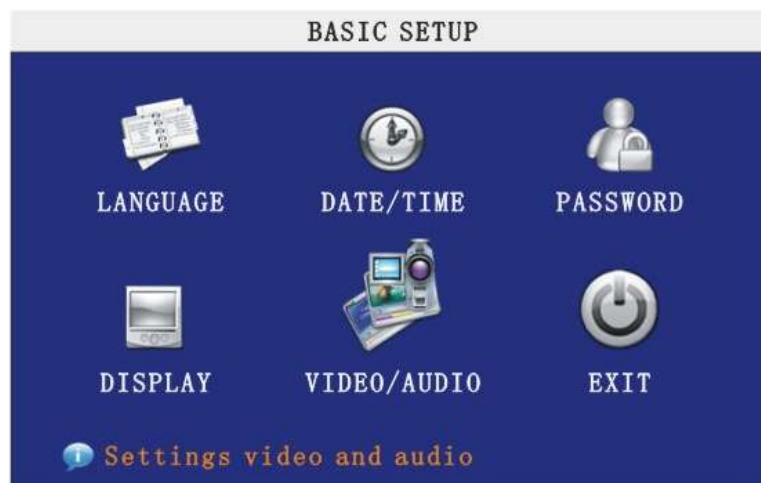 BASIC SETUP
LANGUAGE DATE/TIME PASSWORD
DISPLAY VIDEO/AUDIO EXIT
Settings video and audio